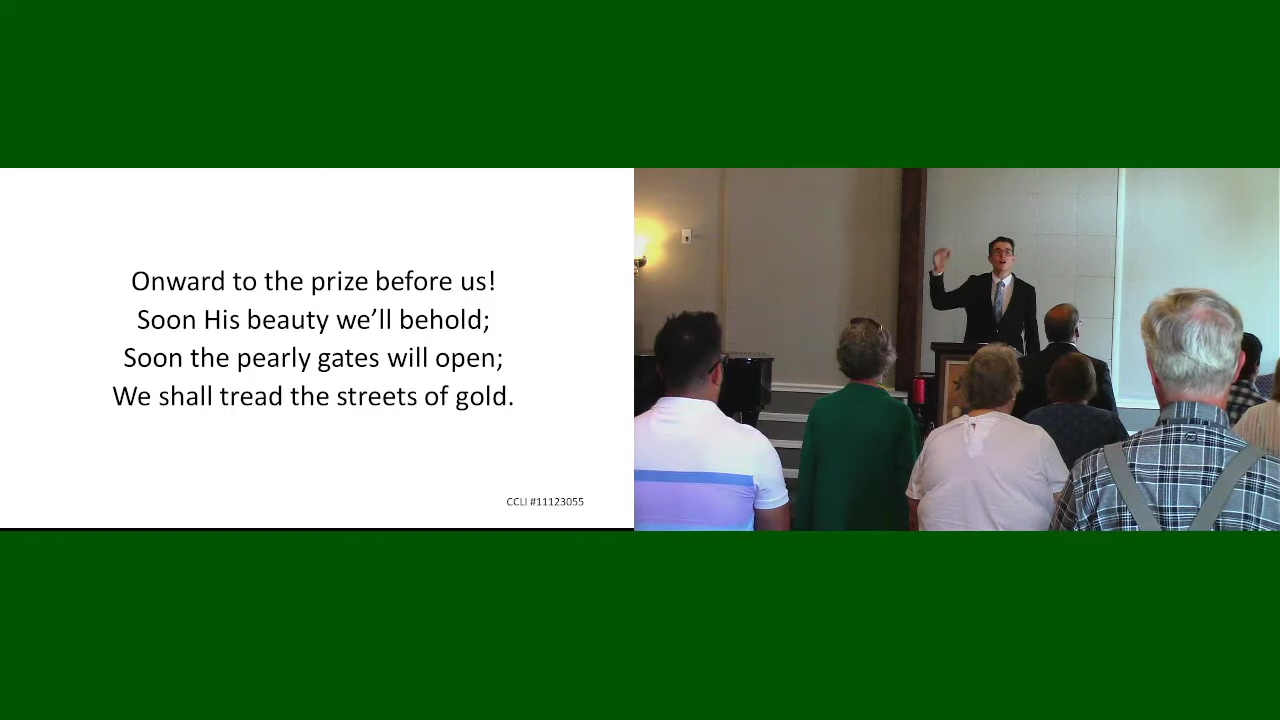 Onward to the prize before us!
Soon His beauty we’ll behold;
Soon the pearly gates will open;
We shall tread the streets of gold.
CCLI #11123055